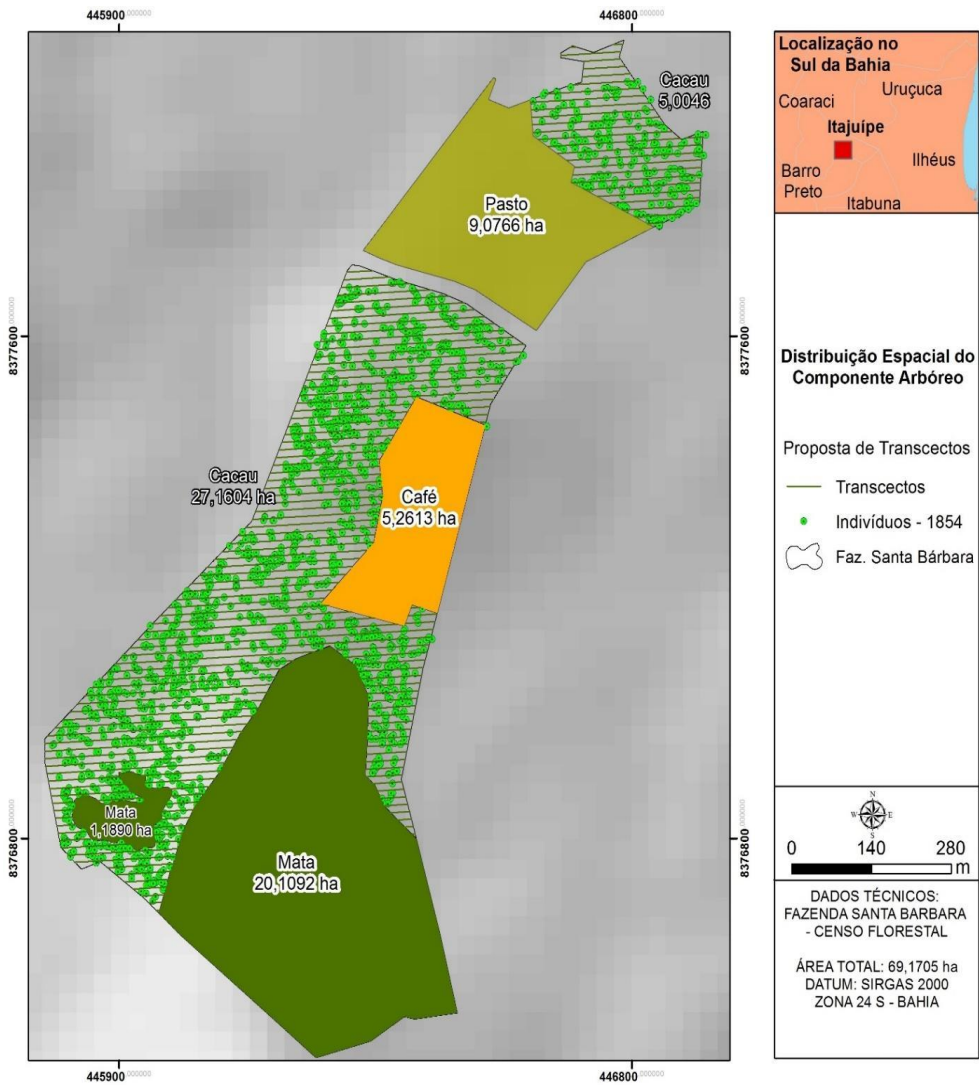 445900,000000
446800,000000
Cacau
5,0046
Pasto
9,0766 ha
8377600,000000
8377600,000000
Cacau
27,1604 ha
Café
5,2613 ha
Mata
1,1890 ha
8376800,000000
8376800,000000
Mata
20,1092 ha
445900,000000
446800,000000
Localização no
Sul da Bahia
Coaraci
Uruçuca
Itajuípe
Barro
Preto
Ilhéus
Itabuna
Distribuição Espacial do
Componente Arbóreo
Proposta de Transcectos
Transcectos
Indivíduos - 1854
Faz. Santa Bárbara
N
W
E
S
0 140 280
m
DADOS TÉCNICOS:
FAZENDA SANTA BARBARA
- CENSO FLORESTAL
ÁREA TOTAL: 69,1705 ha
DATUM: SIRGAS 2000
ZONA 24 S - BAHIA